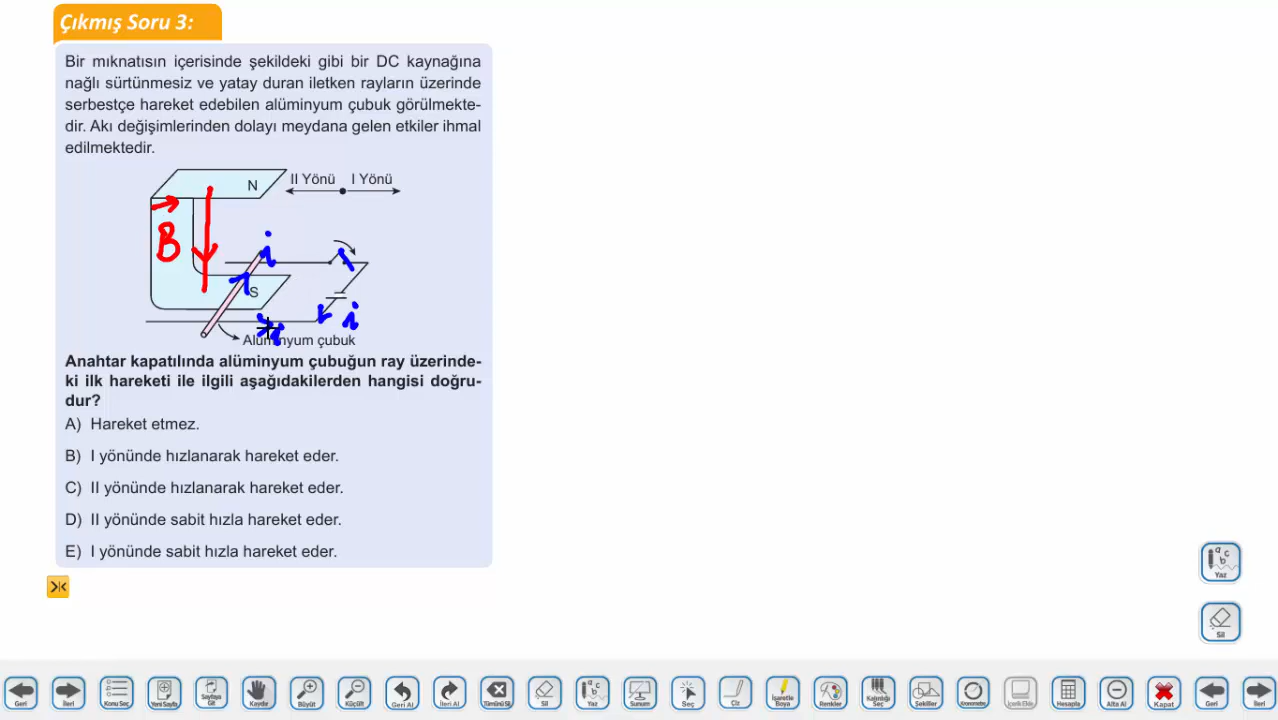 Çıkmış Soru 3:
Bir mıknatısın içerisinde şekildeki gibi bir DC kaynağına
nağlı sürtünmesiz ve yatay duran iletken rayların üzerinde
serbestçe hareket edebilen alüminyum çubuk görülmekte-
dir. Akı değişimlerinden dolayı meydana gelen etkiler ihmal
edilmektedir.
N
II Yönü I Yönü
B
i
S
i
i
Alüminyum çubuk
Anahtar kapatılında alüminyum çubuğun ray üzerinde-
ki ilk hareketi ile ilgili aşağıdakilerden hangisi doğru-
dur?
A) Hareket etmez.
B) I yönünde hızlanarak hareket eder.
C) II yönünde hızlanarak hareket eder.
D) II yönünde sabit hızla hareket eder.
E) I yönünde sabit hızla hareket eder.
Yaz
Sil
Geri İleri Konu Seç Yeni Sayfa Sayfaya Git Kaydır Büyüt Küçült Geri Al İleri Al Tümünü Sil Sil Yaz Sunum Seç Çiz İşaretle Boya Renkler Kalınlığı Seç Şekiller Kronometre İçerik Ekle Hesapla Alta Al Kapat Geri İleri